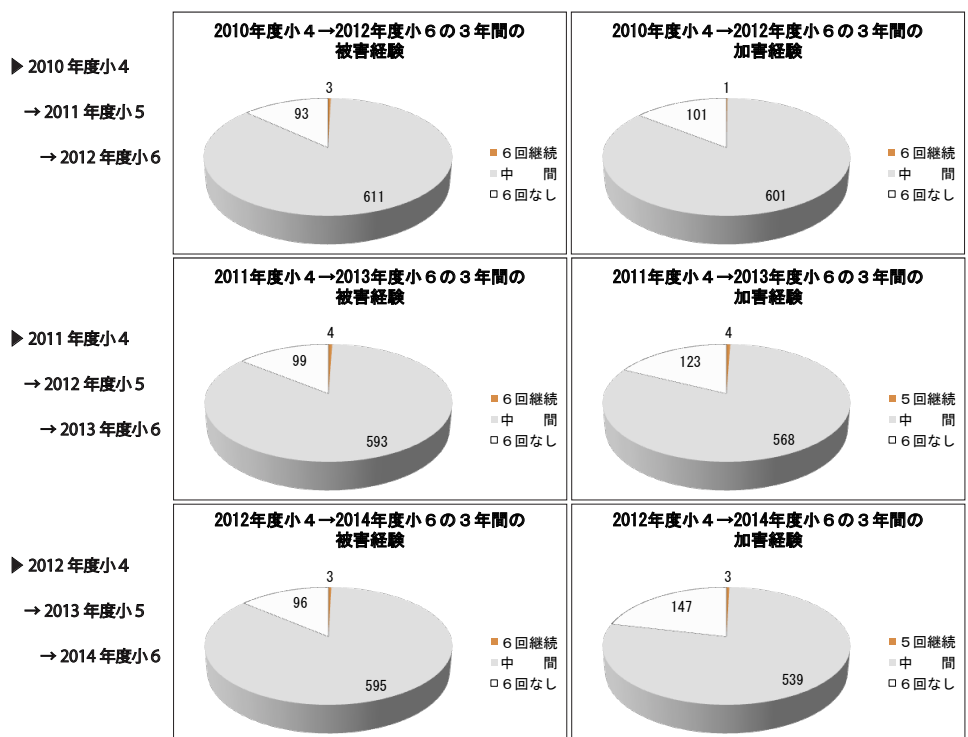 ▶ 2010 年度小４
→ 2011 年度小５
→ 2012 年度小６
2010年度小４→2012年度小６の３年間の
被害経験
3
93
611
６回継続
中　　間
６回なし
2010年度小４→2012年度小６の３年間の
加害経験
1
101
601
６回継続
中　　間
６回なし
▶ 2011 年度小４
→ 2012 年度小５
→ 2013 年度小６
2011年度小４→2013年度小６の３年間の
被害経験
4
99
593
６回継続
中　　間
６回なし
2011年度小４→2013年度小６の３年間の
加害経験
4
123
568
５回継続
中　　間
６回なし
▶ 2012 年度小４
→ 2013 年度小５
→ 2014 年度小６
2012年度小４→2014年度小６の３年間の
被害経験
3
96
595
６回継続
中　　間
６回なし
2012年度小４→2014年度小６の３年間の
加害経験
3
147
539
５回継続
中　　間
６回なし